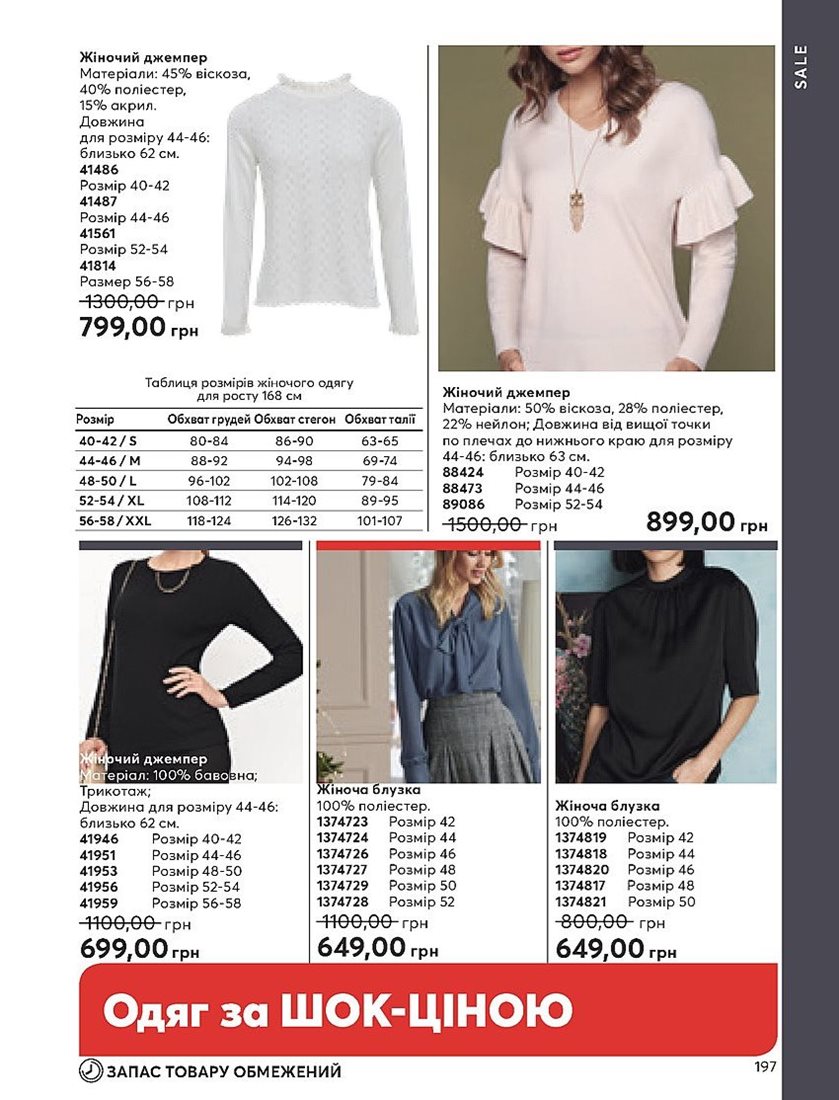 SALE
Жіночий джемпер
Матеріали: 45% віскоза,
40% поліестер,
15% акрил.
Довжина
для розміру 44-46:
близько 62 см.
41486
Розмір 40-42
41487
Розмір 44-46
41561
Розмір 52-54
41814
Размер 56-58
1300,00 грн
799,00 грн
Таблиця розмірів жіночого одягу
для росту 168 см
Розмір Обхват грудей Обхват стегон Обхват талії
40-42 / S 80-84 86-90 63-65
44-46 / M 88-92 94-98 69-74
48-50 / L 96-102 102-108 79-84
52-54 / XL 108-112 114-120 89-95
56-58 / XXL 118-124 126-132 101-107
Жіночий джемпер
Матеріали: 50% віскоза, 28% поліестер,
22% нейлон; Довжина від вищої точки
по плечах до нижнього краю для розміру
44-46: близько 63 см.
88424 Розмір 40-42
88473 Розмір 44-46
89086 Розмір 52-54
1500,00 грн 899,00 грн
Жіночий джемпер
Матеріал: 100% бавовна;
Трикотаж;
Довжина для розміру 44-46:
близько 62 см.
41946 Розмір 40-42
41951 Розмір 44-46
41953 Розмір 48-50
41956 Розмір 52-54
41959 Розмір 56-58
1100,00 грн
699,00 грн
Жіноча блузка
100% поліестер.
1374723 Розмір 42
1374724 Розмір 44
1374726 Розмір 46
1374727 Розмір 48
1374729 Розмір 50
1374728 Розмір 52
1100,00 грн
649,00 грн
Жіноча блузка
100% поліестер.
1374819 Розмір 42
1374818 Розмір 44
1374820 Розмір 46
1374817 Розмір 48
1374821 Розмір 50
800,00 грн
649,00 грн
Одяг за ШОК-ЦІНОЮ
ЗАПАС ТОВАРУ ОБМЕЖЕНИЙ
197